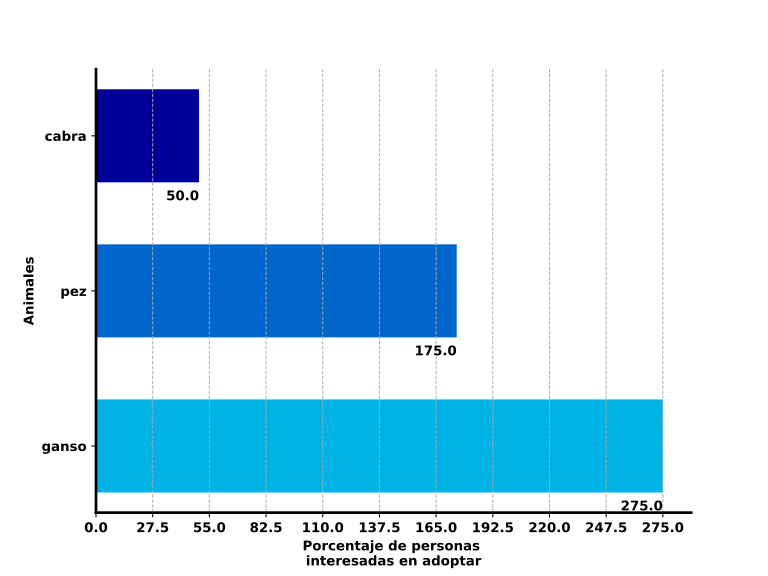 cabra
50.0
Animales
pez
175.0
ganso
275.0
0.0 27.5 55.0 82.5 110.0 137.5 165.0 192.5 220.0 247.5 275.0
Porcentaje de personas
interesadas en adoptar